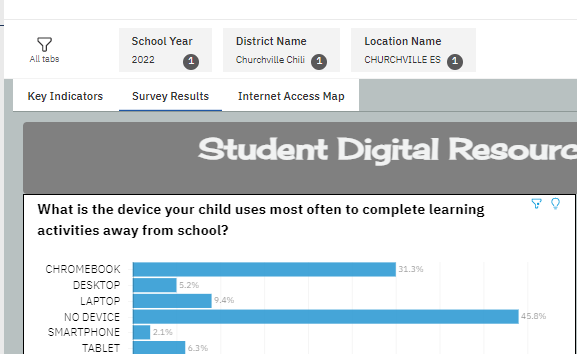 School Year
District Name
Location Name
All tabs
2022 1
Churchville Chili 1
CHURCHVILLE ES 1
Key Indicators
Survey Results
Internet Access Map
Student Digital Resourc
What is the device your child uses most often to complete learning
activities away from school?
CHROMEBOOK 31.3%
DESKTOP 5.2%
LAPTOP 9.4%
NO DEVICE 45.8%
SMARTPHONE 2.1%
TABLET 6.3%